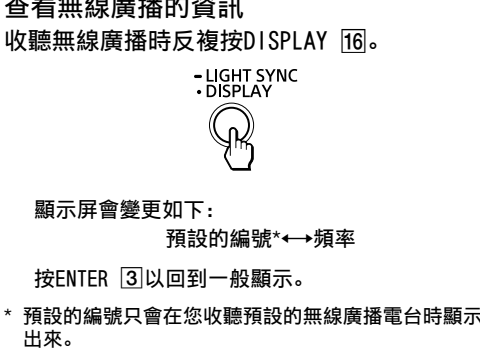 查看無線廣播的資訊
收聽無線廣播時反複按DISPLAY 16。
– LIGHT SYNC
• DISPLAY
顯示屏會變更如下:
預設的編號*←→頻率
按ENTER 3以回到一般顯示。
* 預設的編號只會在您收聽預設的無線廣播電台時顯示
出來。